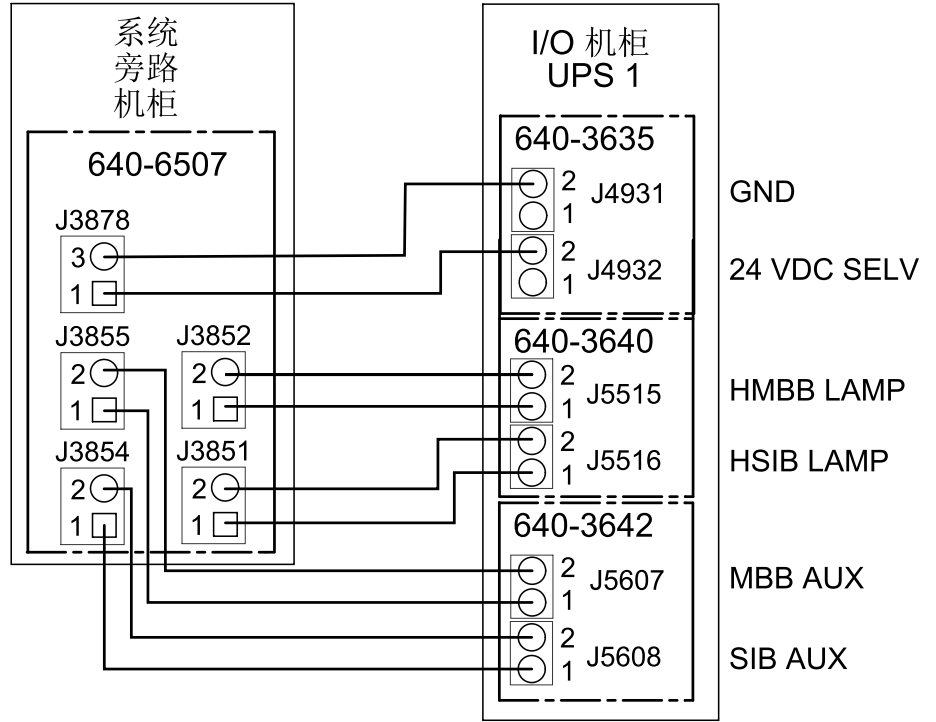 系统
旁路
机柜
640-6507
J3878
3
1
J3855
2
1
J3852
2
1
J3854
2
1
J3851
2
1
I/O 机柜
UPS 1
640-3635
2
1
J4931
GND
2
1
J4932
24 VDC SELV
640-3640
2
1
J5515
HMBB LAMP
2
1
J5516
HSIB LAMP
640-3642
2
1
J5607
MBB AUX
2
1
J5608
SIB AUX